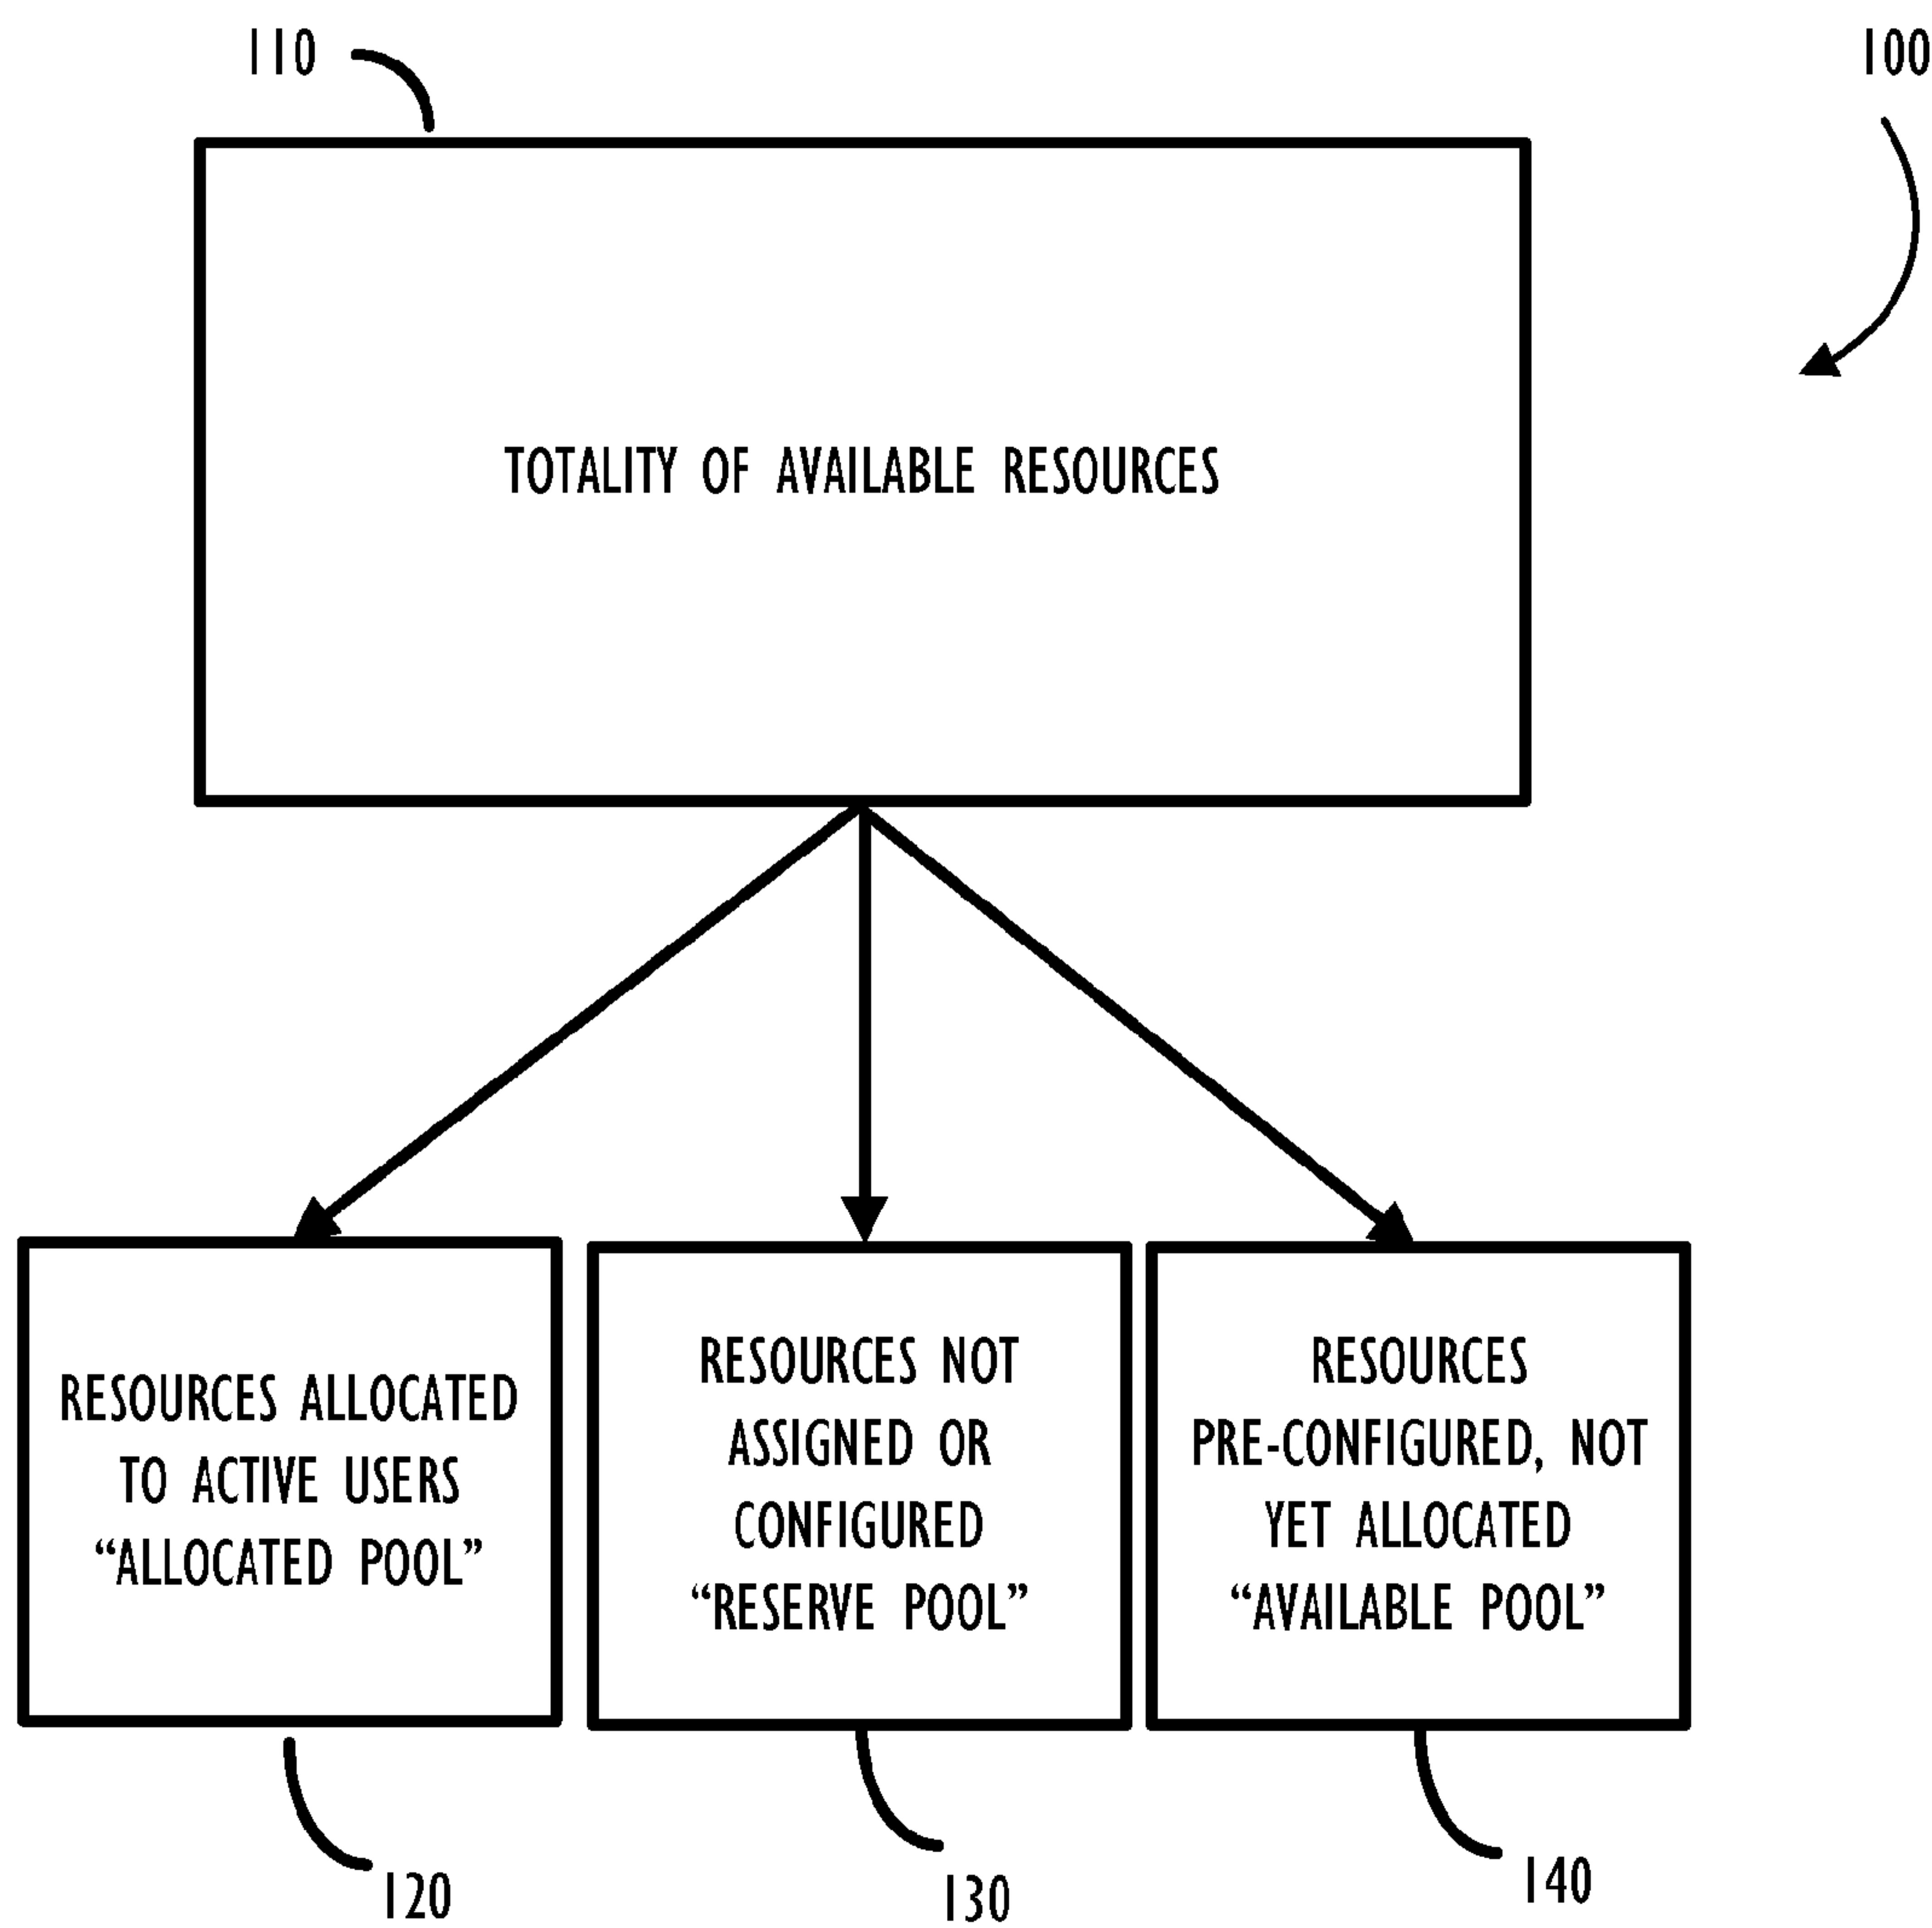 110
100
TOTALITY OF AVAILABLE RESOURCES
RESOURCES ALLOCATED
TO ACTIVE USERS
“ALLOCATED POOL”
RESOURCES NOT
ASSIGNED OR
CONFIGURED
“RESERVE POOL”
RESOURCES
PRE-CONFIGURED, NOT
YET ALLOCATED
“AVAILABLE POOL”
120
130
140